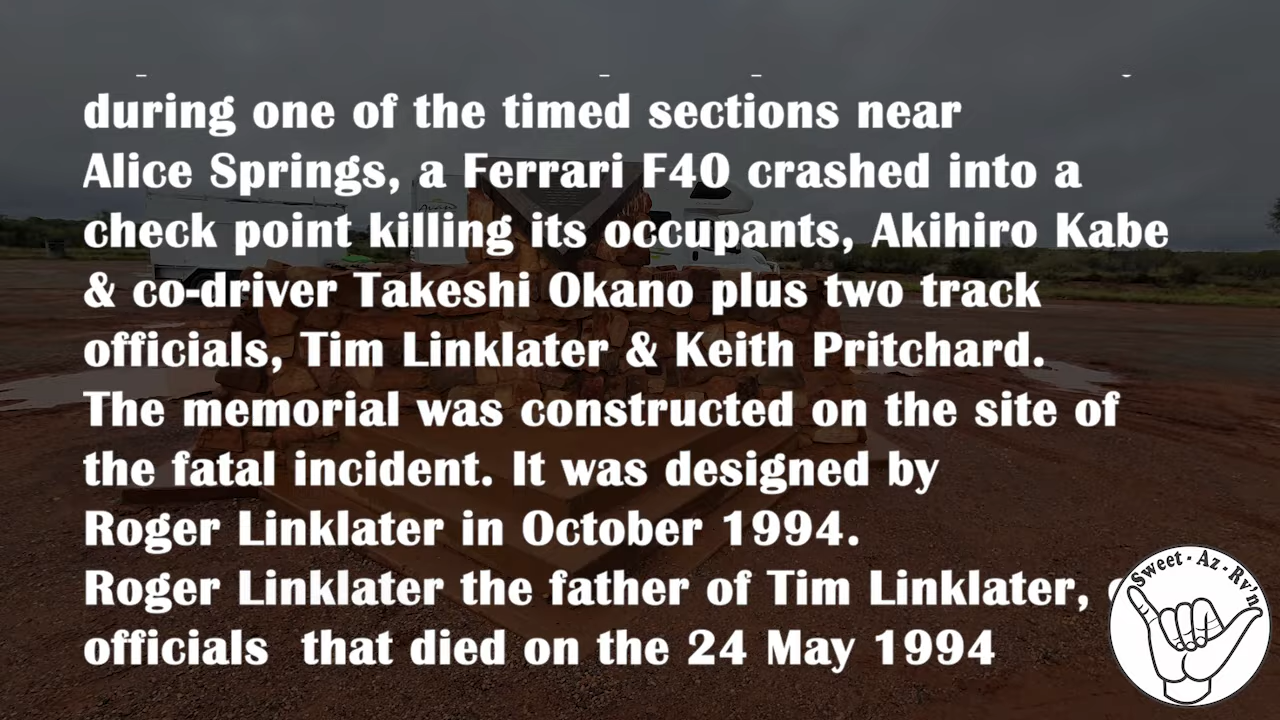 during one of the timed sections near
Alice Springs, a Ferrari F40 crashed into a
check point killing its occupants, Akihiro Kabe
& co-driver Takeshi Okano plus two track
officials, Tim Linklater & Keith Pritchard.
The memorial was constructed on the site of
the fatal incident. It was designed by
Roger Linklater in October 1994.
Roger Linklater the father of Tim Linklater,
officials  that died on the 24 May 1994
Sweet · Az · Rv'n